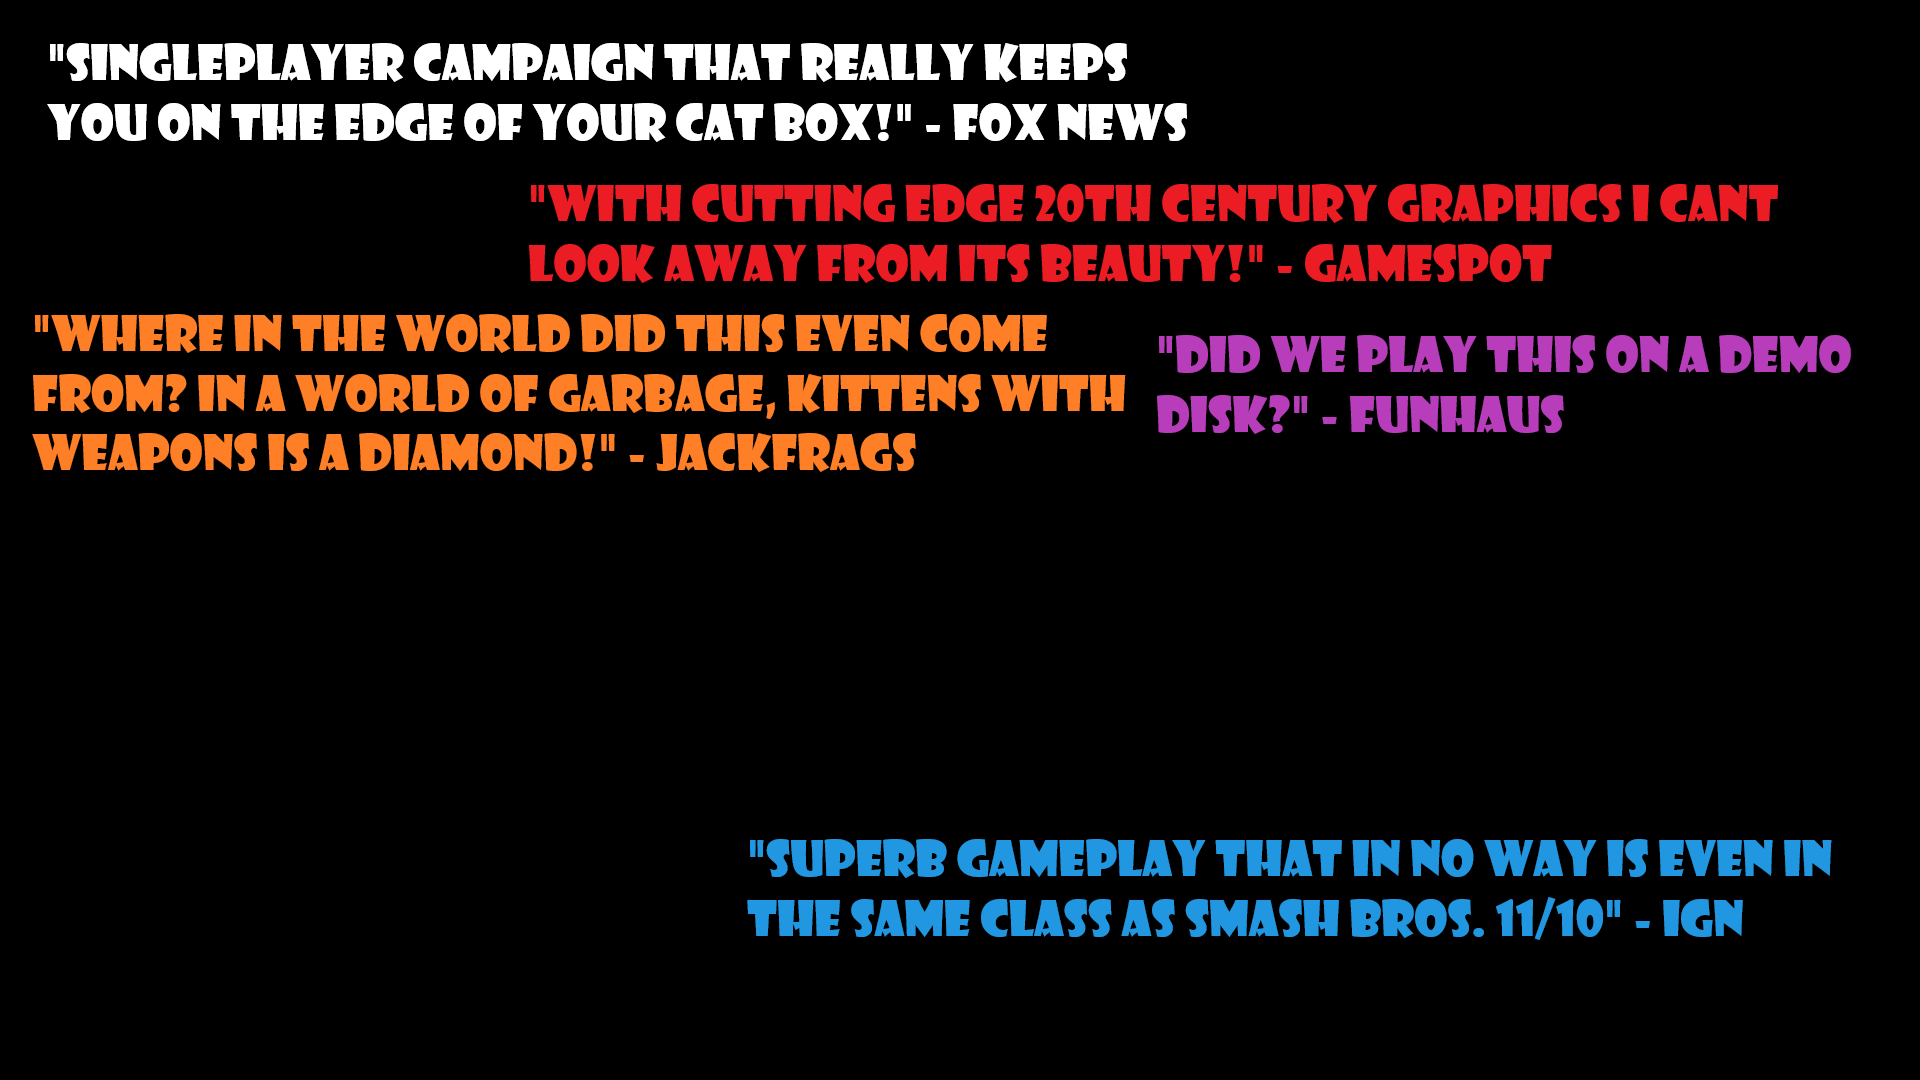 "SINGLEPLAYER CAMPAIGN THAT REALLY KEEPS
YOU ON THE EDGE OF YOUR CAT BOX!" - FOX NEWS
"WITH CUTTING EDGE 20TH CENTURY GRAPHICS I CANT
LOOK AWAY FROM ITS BEAUTY!" - GAMESPOT
"WHERE IN THE WORLD DID THIS EVEN COME
FROM? IN A WORLD OF GARBAGE, KITTENS WITH
WEAPONS IS A DIAMOND!" - JACKFRAGS
"DID WE PLAY THIS ON A DEMO
DISK?" - FUNHAUS
"SUPERB GAMEPLAY THAT IN NO WAY IS EVEN IN
THE SAME CLASS AS SMASH BROS. 11/10" - IGN